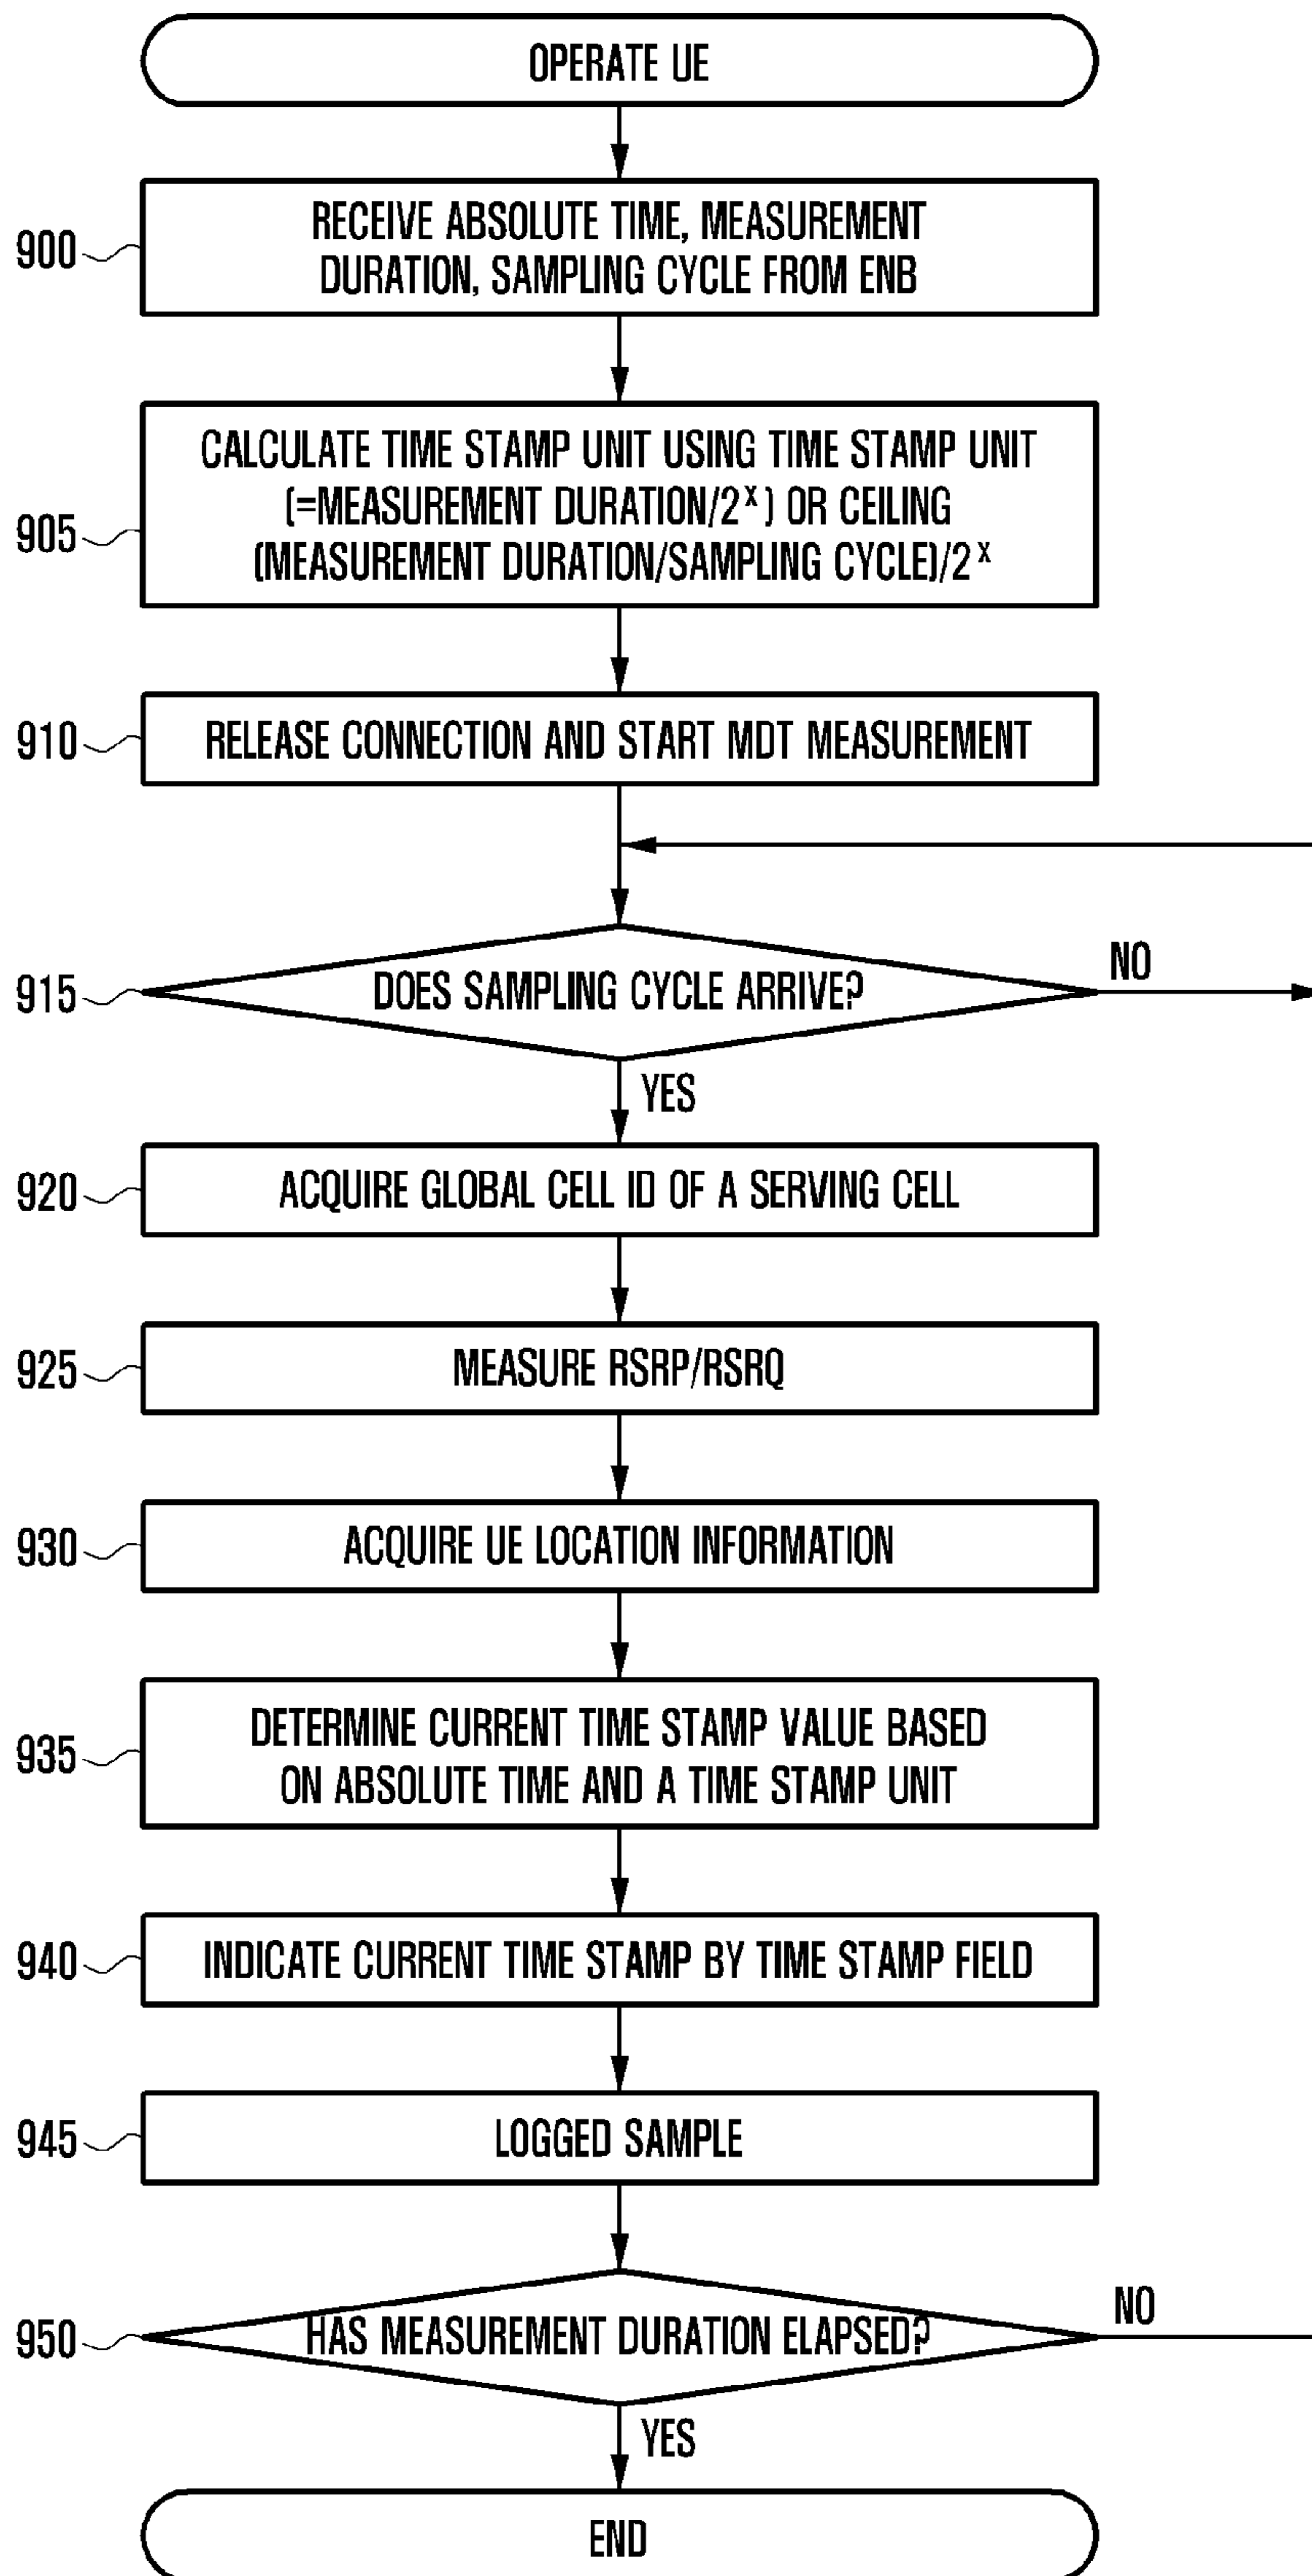 OPERATE UE
900
RECEIVE ABSOLUTE TIME, MEASUREMENT
DURATION, SAMPLING CYCLE FROM ENB
905
CALCULATE TIME STAMP UNIT USING TIME STAMP UNIT
(=MEASUREMENT DURATION/2^X) OR CEILING
(MEASUREMENT DURATION/SAMPLING CYCLE)/2^X
910
RELEASE CONNECTION AND START MDT MEASUREMENT
915
DOES SAMPLING CYCLE ARRIVE?
NO
YES
920
ACQUIRE GLOBAL CELL ID OF A SERVING CELL
925
MEASURE RSRP/RSRQ
930
ACQUIRE UE LOCATION INFORMATION
935
DETERMINE CURRENT TIME STAMP VALUE BASED
ON ABSOLUTE TIME AND A TIME STAMP UNIT
940
INDICATE CURRENT TIME STAMP BY TIME STAMP FIELD
945
LOGGED SAMPLE
950
HAS MEASUREMENT DURATION ELAPSED?
NO
YES
END